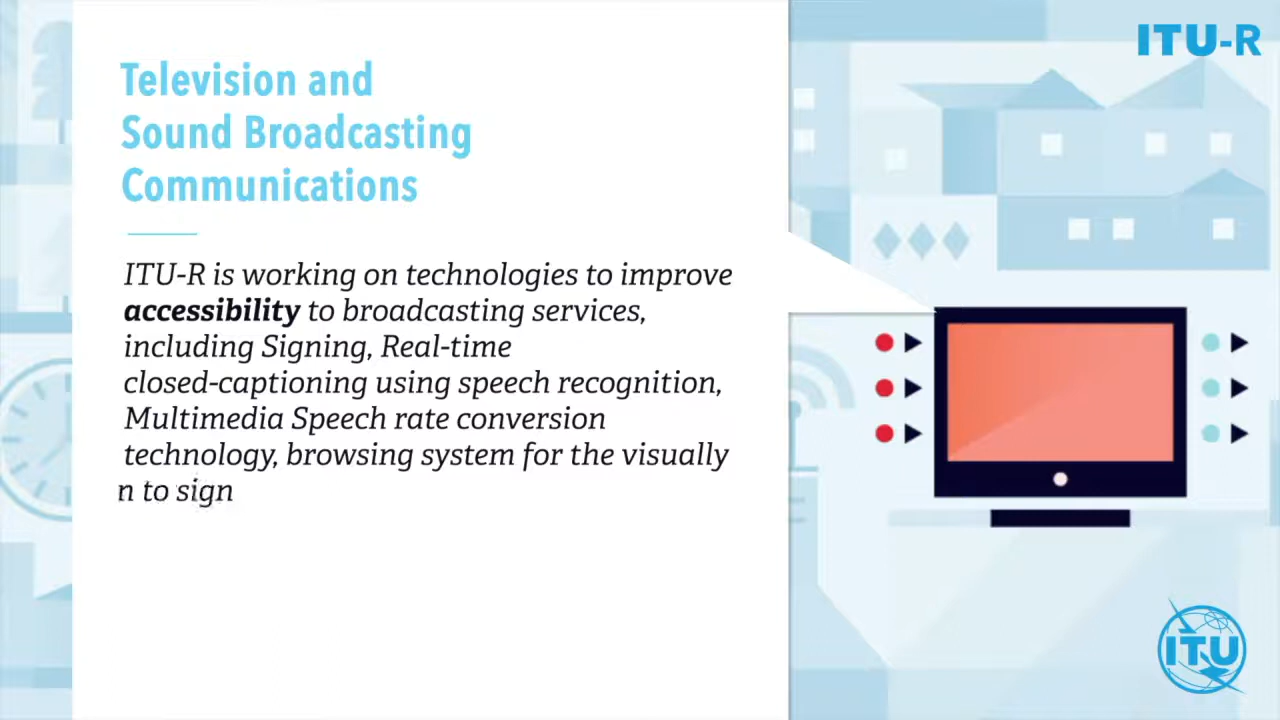 ITU-R
Television and
Sound Broadcasting
Communications
ITU-R is working on technologies to improve
accessibility to broadcasting services,
including Signing, Real-time
closed-captioning using speech recognition,
Multimedia Speech rate conversion
technology, browsing system for the visually
n to sign
ITU